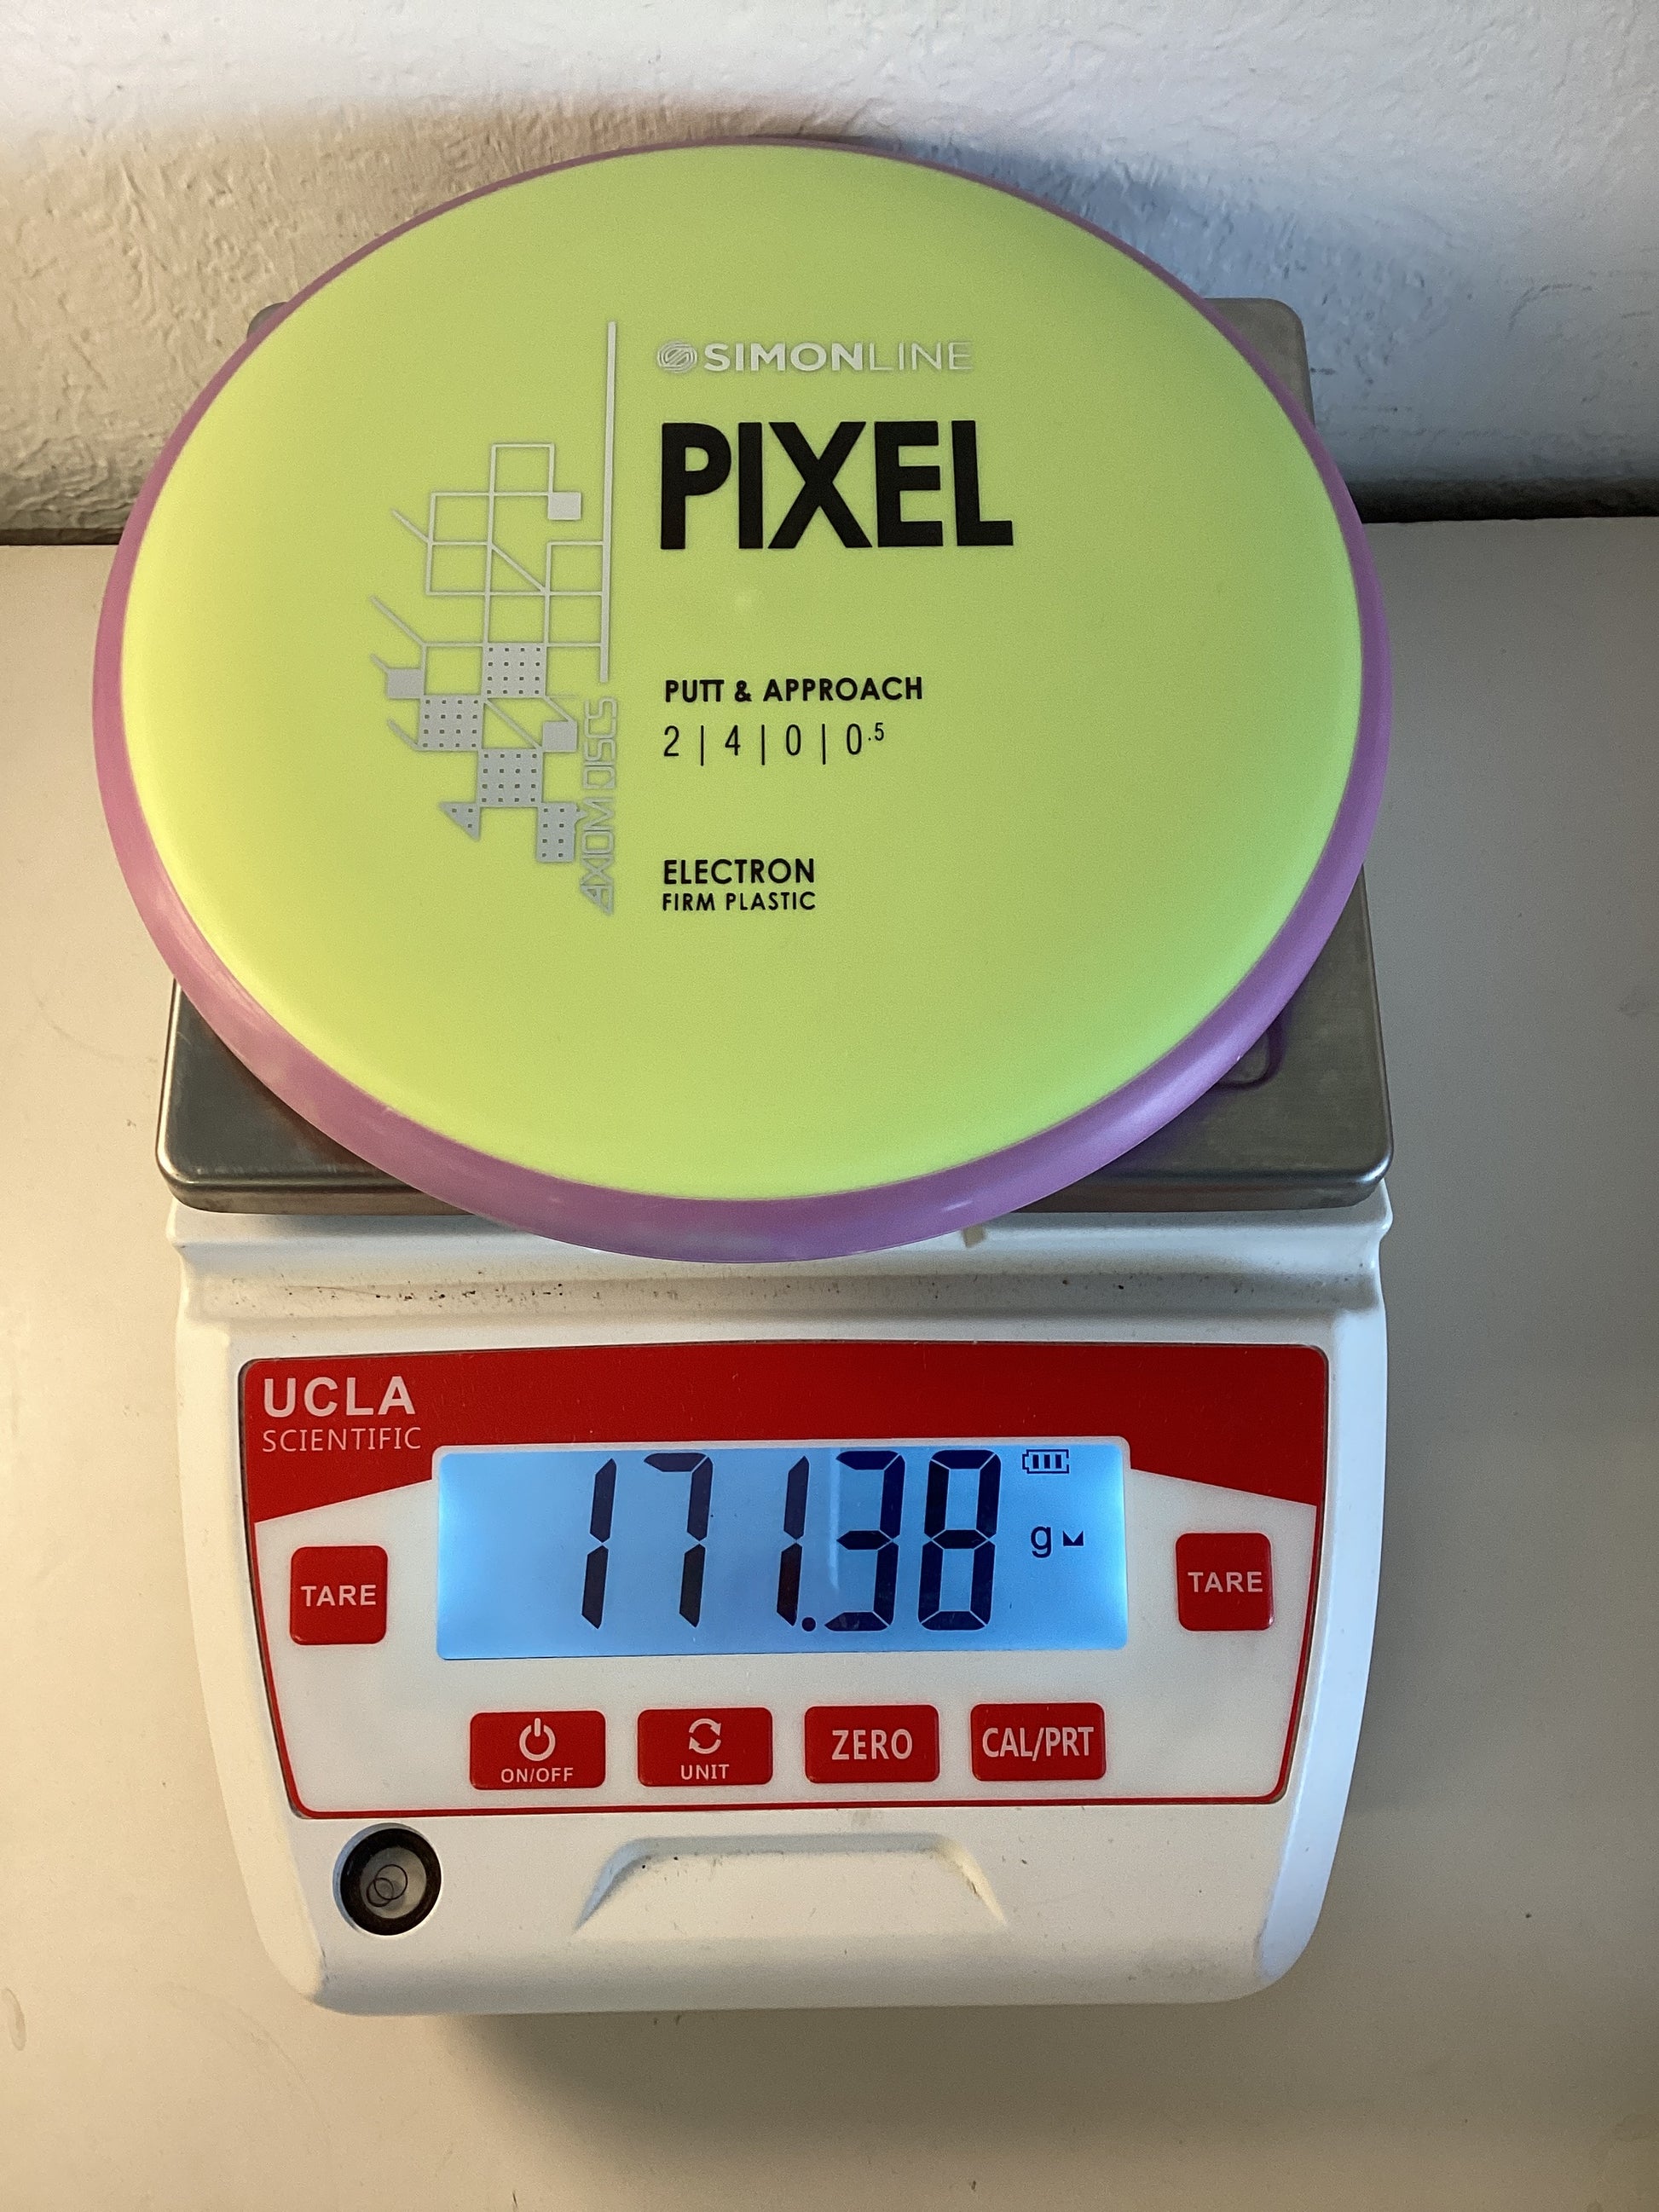 SIMONLINE
PIXEL
PUTT & APPROACH
2 | 4 | 0 | 0.5
AXIOM DISCS
ELECTRON
FIRM PLASTIC
UCLA
SCIENTIFIC
171.38 g
TARE
TARE
ON/OFF
UNIT
ZERO
CAL/PRT